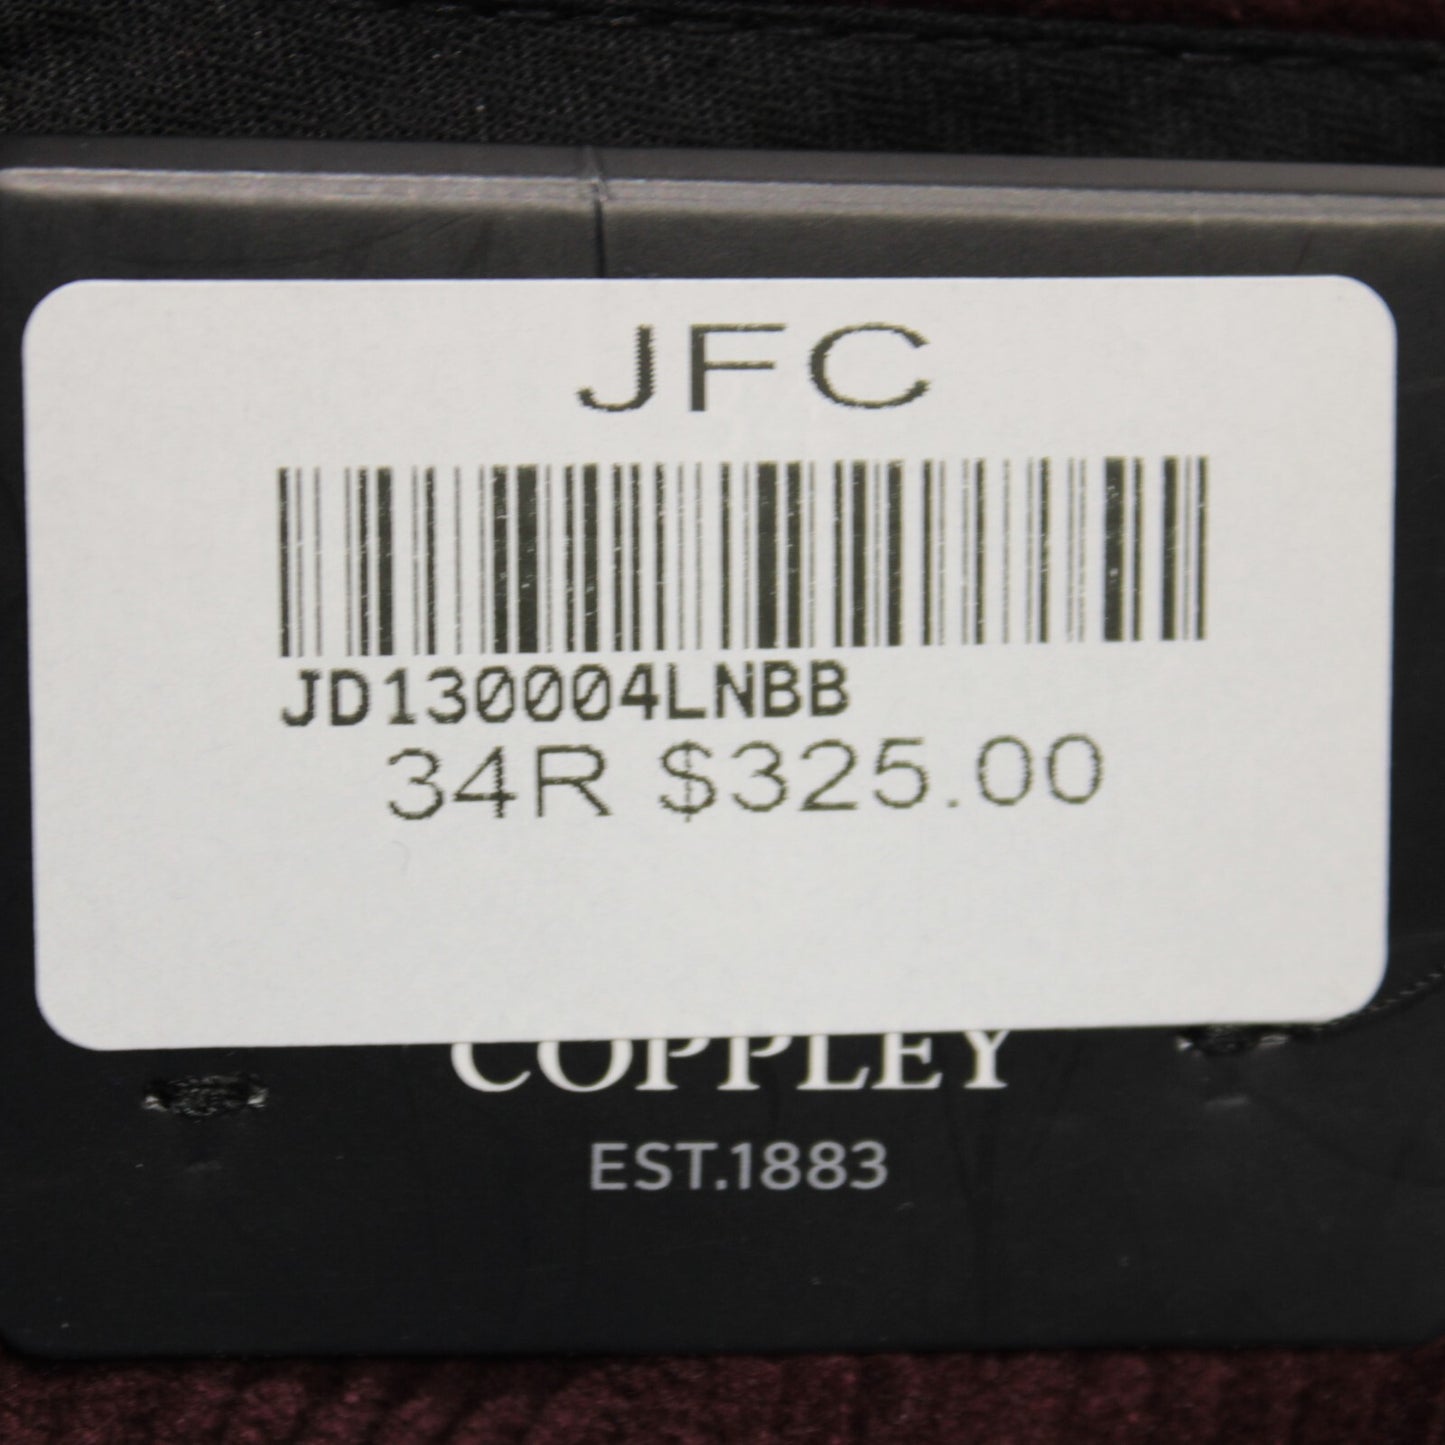 JFC
JD130004LNBB
34R $325.00
COPPLEY
EST.1883